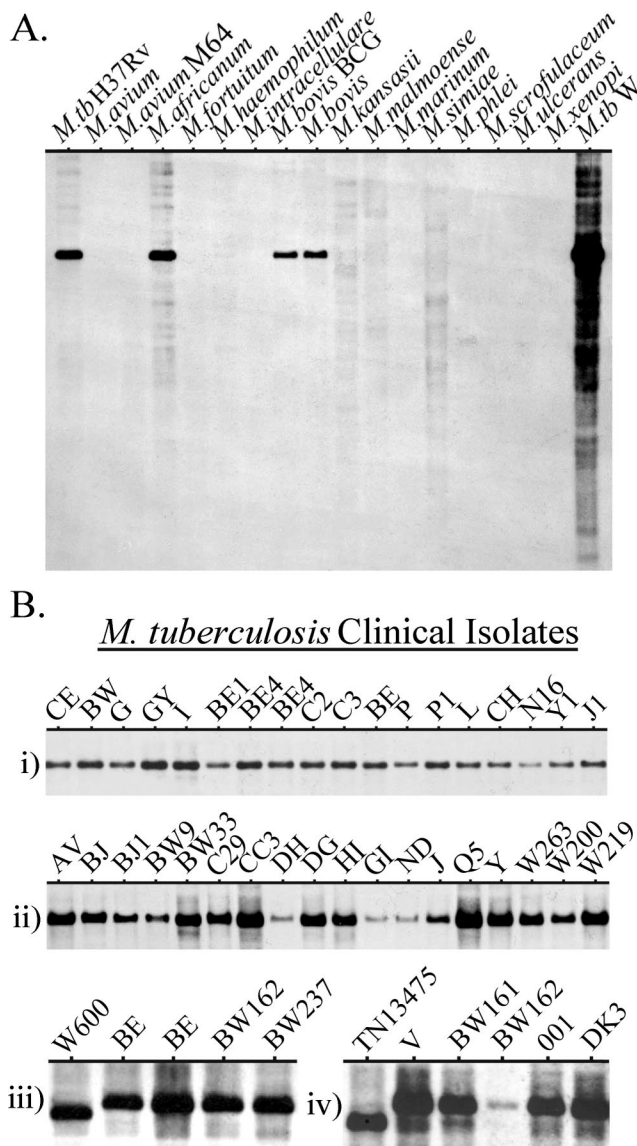 A.
M.tb H37Rv
M.avium
M.avium M64
M.africanum
M.fortuitum
M.haemophilum
M.intracellulare
M.bovis BCG
M.bovis
M.kansasii
M.malmoense
M.marinum
M.simiae
M.phlei
M.scrofulaceum
M.ulcerans
M.xenopi
M.tb W
B.
M. tuberculosis Clinical Isolates
CE BW G GY I BE1 BE4 BE4 C2 C3 BE P P1 L CH N16 Y1 J1
i)
AV BJ BJ1 BW9 BW33 C29 CC3 DH DG HI GI ND J Q5 Y W263 W200 W219
ii)
W600 BE BE BW162 BW237
iii)
TN13475 V BW161 BW162 001 DK3
iv)